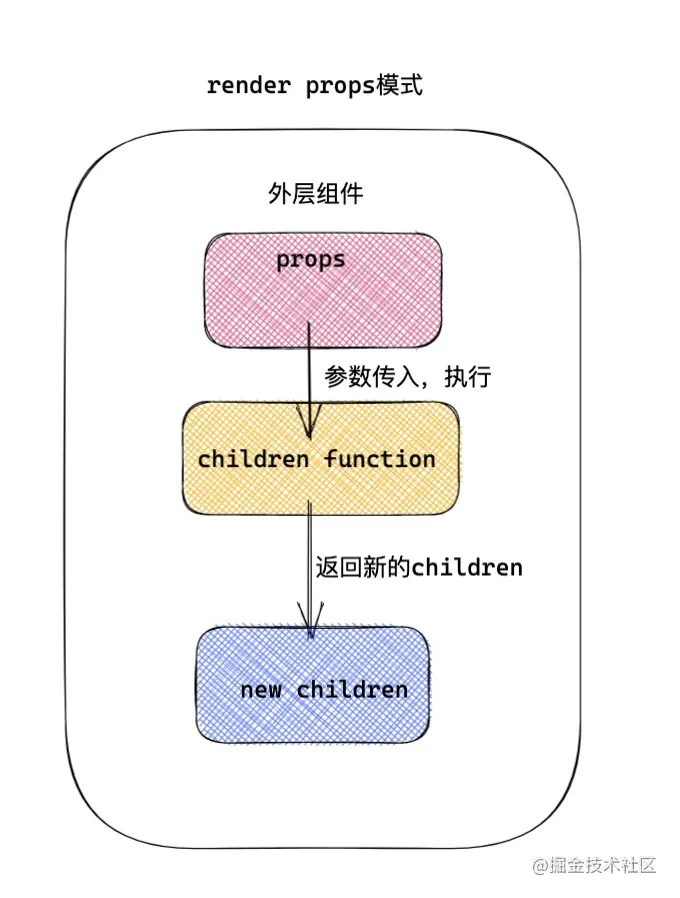 render props模式
外层组件
props
参数传入，执行
children function
返回新的children
new children
@掘金技术社区